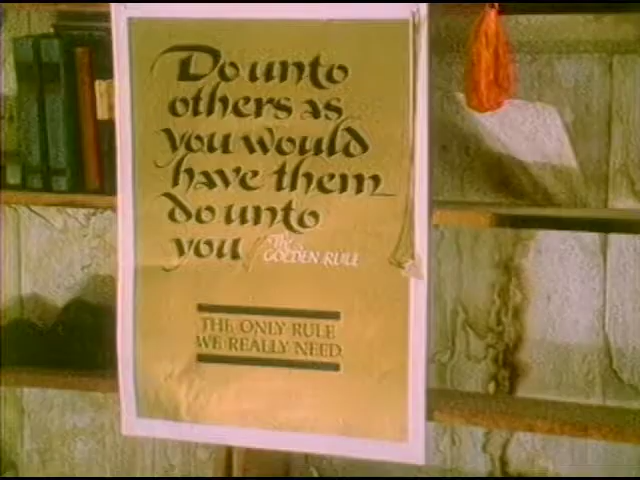 Do unto
others as
you would
have them
do unto
you
The
GOLDEN RULE
THE ONLY RULE
WE REALLY NEED